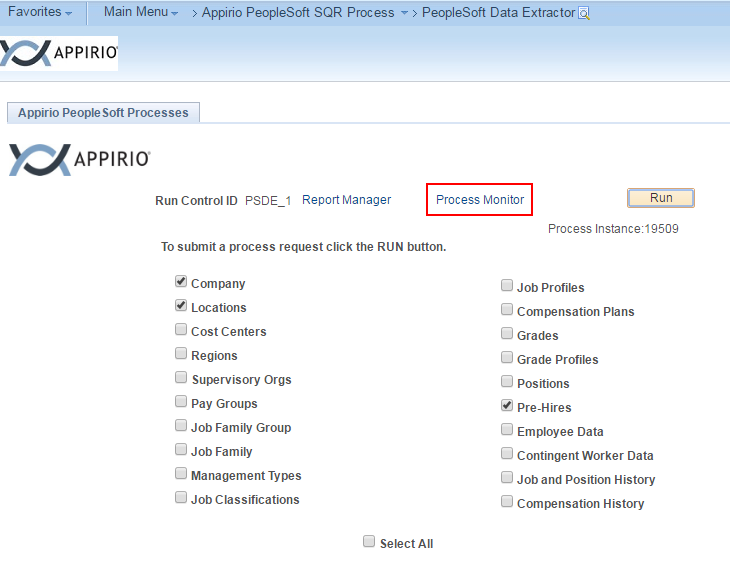 Favorites Main Menu > Appirio PeopleSoft SQR Process > PeopleSoft Data Extractor
APPIRIO
Appirio PeopleSoft Processes
APPIRIO
Run Control ID PSDE_1 Report Manager Process Monitor Run
Process Instance:19509
To submit a process request click the RUN button.
Company
Locations
Cost Centers
Regions
Supervisory Orgs
Pay Groups
Job Family Group
Job Family
Management Types
Job Classifications
Job Profiles
Compensation Plans
Grades
Grade Profiles
Positions
Pre-Hires
Employee Data
Contingent Worker Data
Job and Position History
Compensation History
Select All